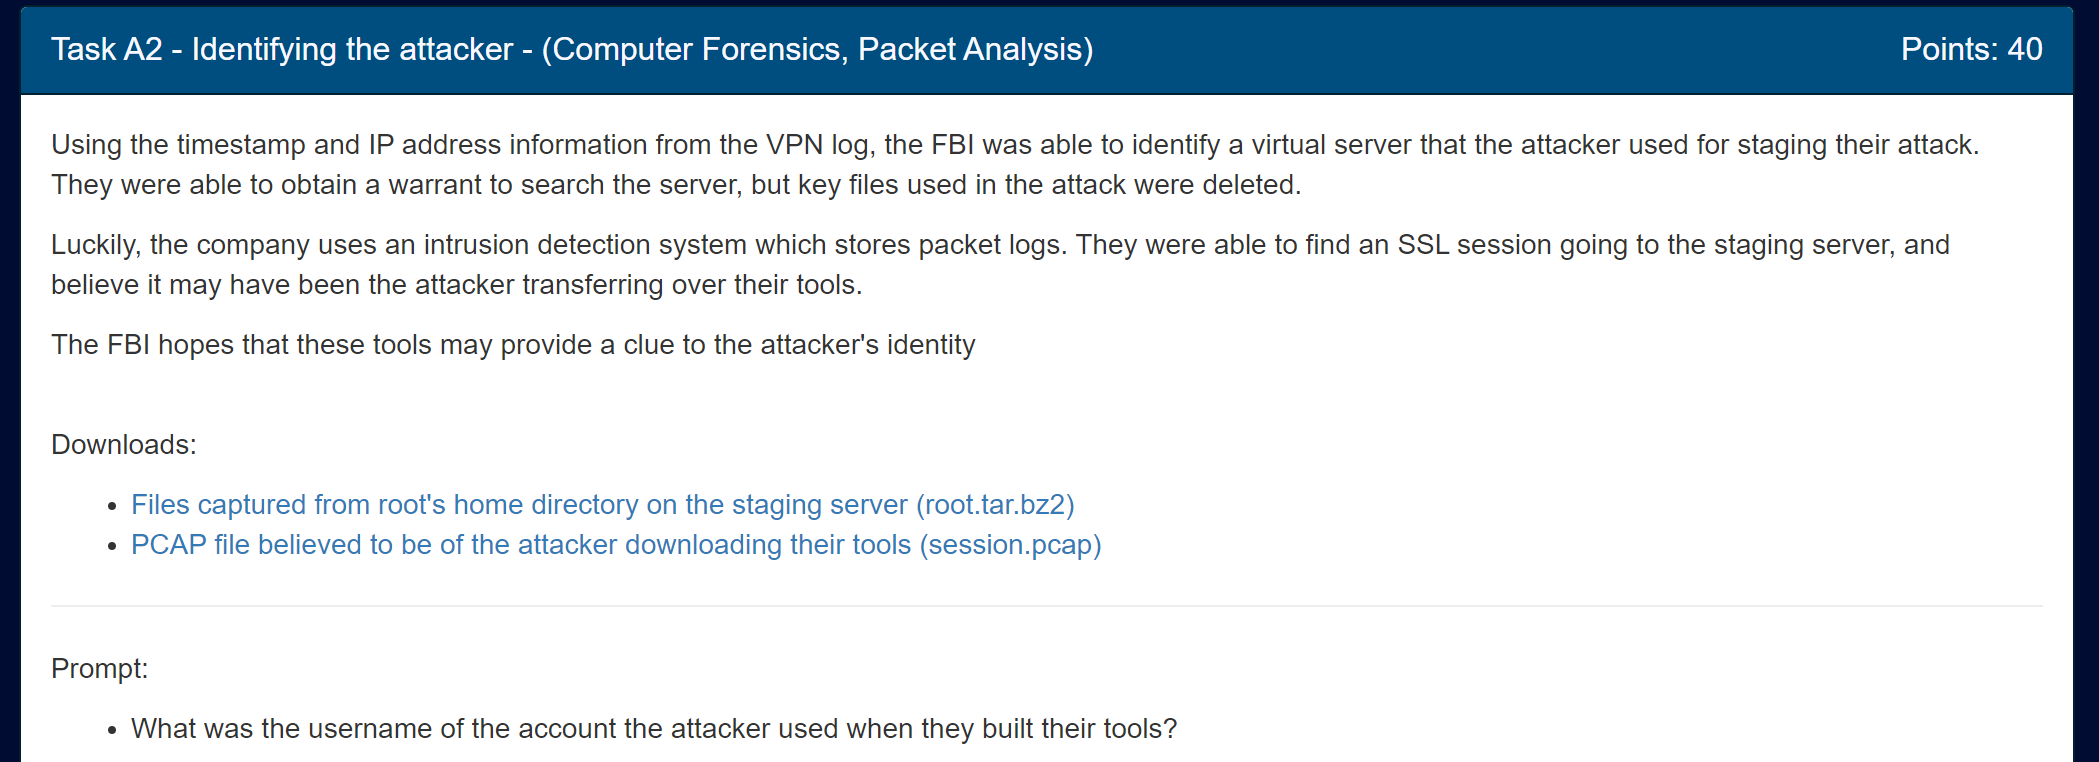 Task A2 - Identifying the attacker - (Computer Forensics, Packet Analysis)
Points: 40
Using the timestamp and IP address information from the VPN log, the FBI was able to identify a virtual server that the attacker used for staging their attack.
They were able to obtain a warrant to search the server, but key files used in the attack were deleted.
Luckily, the company uses an intrusion detection system which stores packet logs. They were able to find an SSL session going to the staging server, and
believe it may have been the attacker transferring over their tools.
The FBI hopes that these tools may provide a clue to the attacker's identity
Downloads:
• Files captured from root's home directory on the staging server (root.tar.bz2)
• PCAP file believed to be of the attacker downloading their tools (session.pcap)
Prompt:
• What was the username of the account the attacker used when they built their tools?